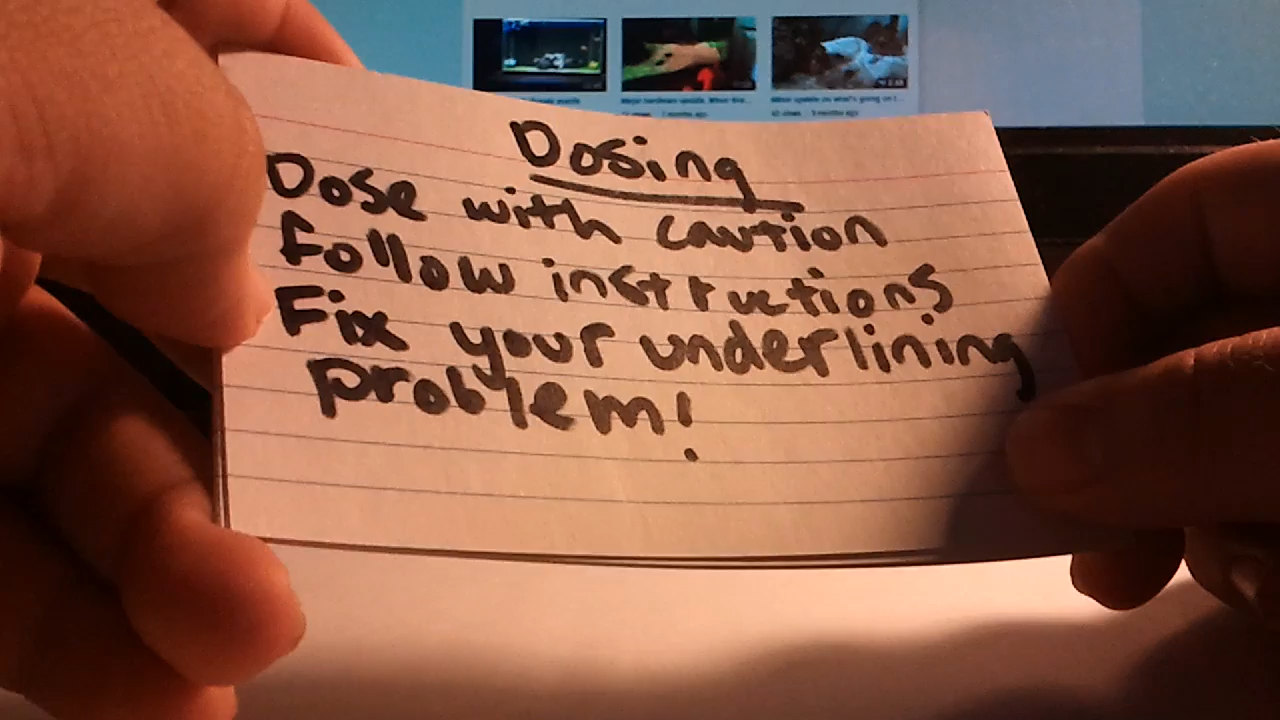 Dosing
Dose with caution
Follow instructions
Fix your underlining
problem!